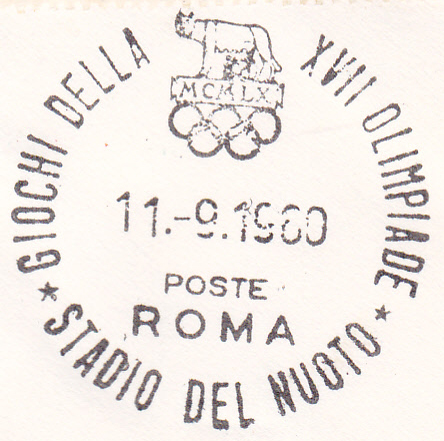 GIOCHI DELLA XVII OLIMPIADE
MCMLX
11.-9.1960
POSTE
ROMA
* STADIO DEL NUOTO *